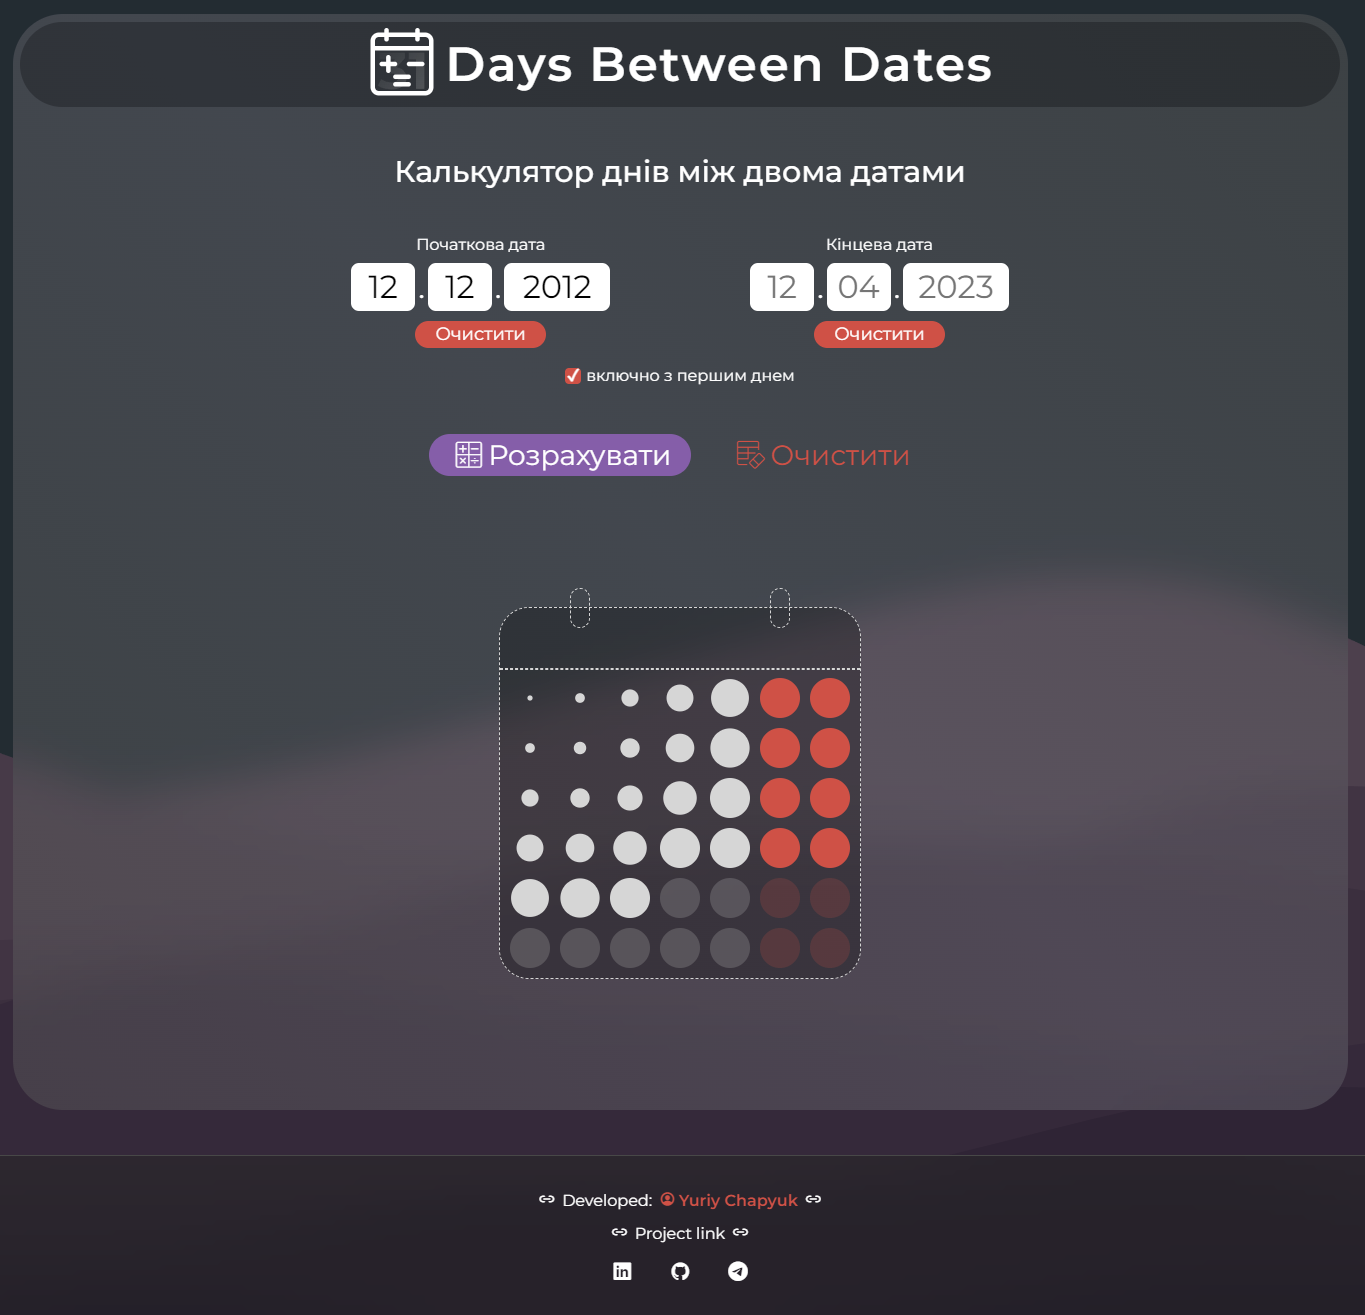 Days Between Dates
Калькулятор днів між двома датами
Початкова дата
12.12.2012
Очистити
Кінцева дата
12.04.2023
Очистити
включно з першим днем
Розрахувати
Очистити
Developed: Yuriy Chapyuk
Project link